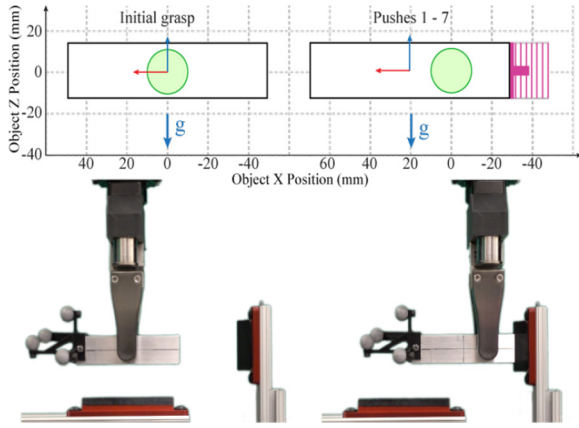 Initial grasp
Pushes 1 - 7
Object Z Position (mm)
20
0
-20
-40
g
g
40 20 0 -20 -40 60 40 20 0 -20 -40
Object X Position (mm)